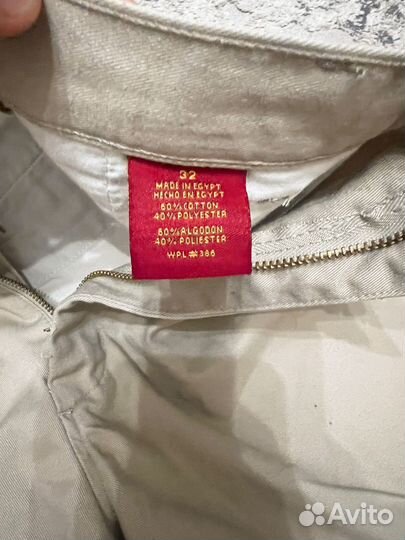 32
MADE IN EGYPT
HECHO EN EGYPT
60% COTTON
40% POLYESTER
60% ALGODON
40% POLIESTER
WPL#386
Avito